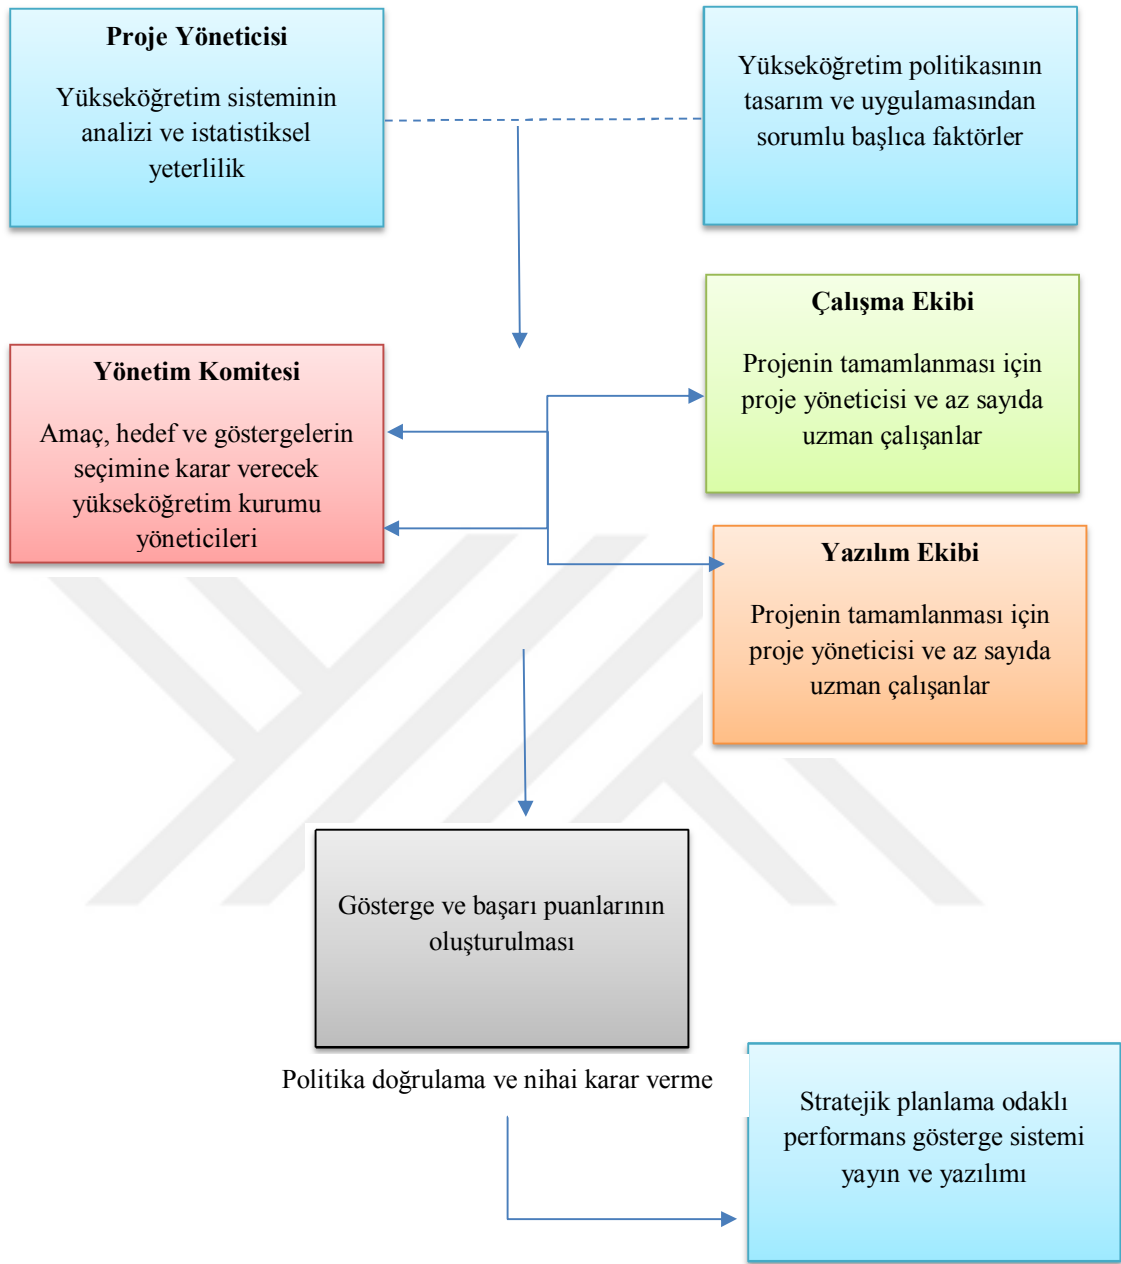 Proje Yöneticisi
Yükseköğretim sisteminin
analizi ve istatistiksel
yeterlilik
Yükseköğretim politikasının
tasarım ve uygulamasından
sorumlu başlıca faktörler
Çalışma Ekibi
Projenin tamamlanması için
proje yöneticisi ve az sayıda
uzman çalışanlar
Yönetim Komitesi
Amaç, hedef ve göstergelerin
seçimine karar verecek
yükseköğretim kurumu
yöneticileri
Yazılım Ekibi
Projenin tamamlanması için
proje yöneticisi ve az sayıda
uzman çalışanlar
Gösterge ve başarı puanlarının
oluşturulması
Politika doğrulama ve nihai karar verme
Stratejik planlama odaklı
performans gösterge sistemi
yayın ve yazılımı